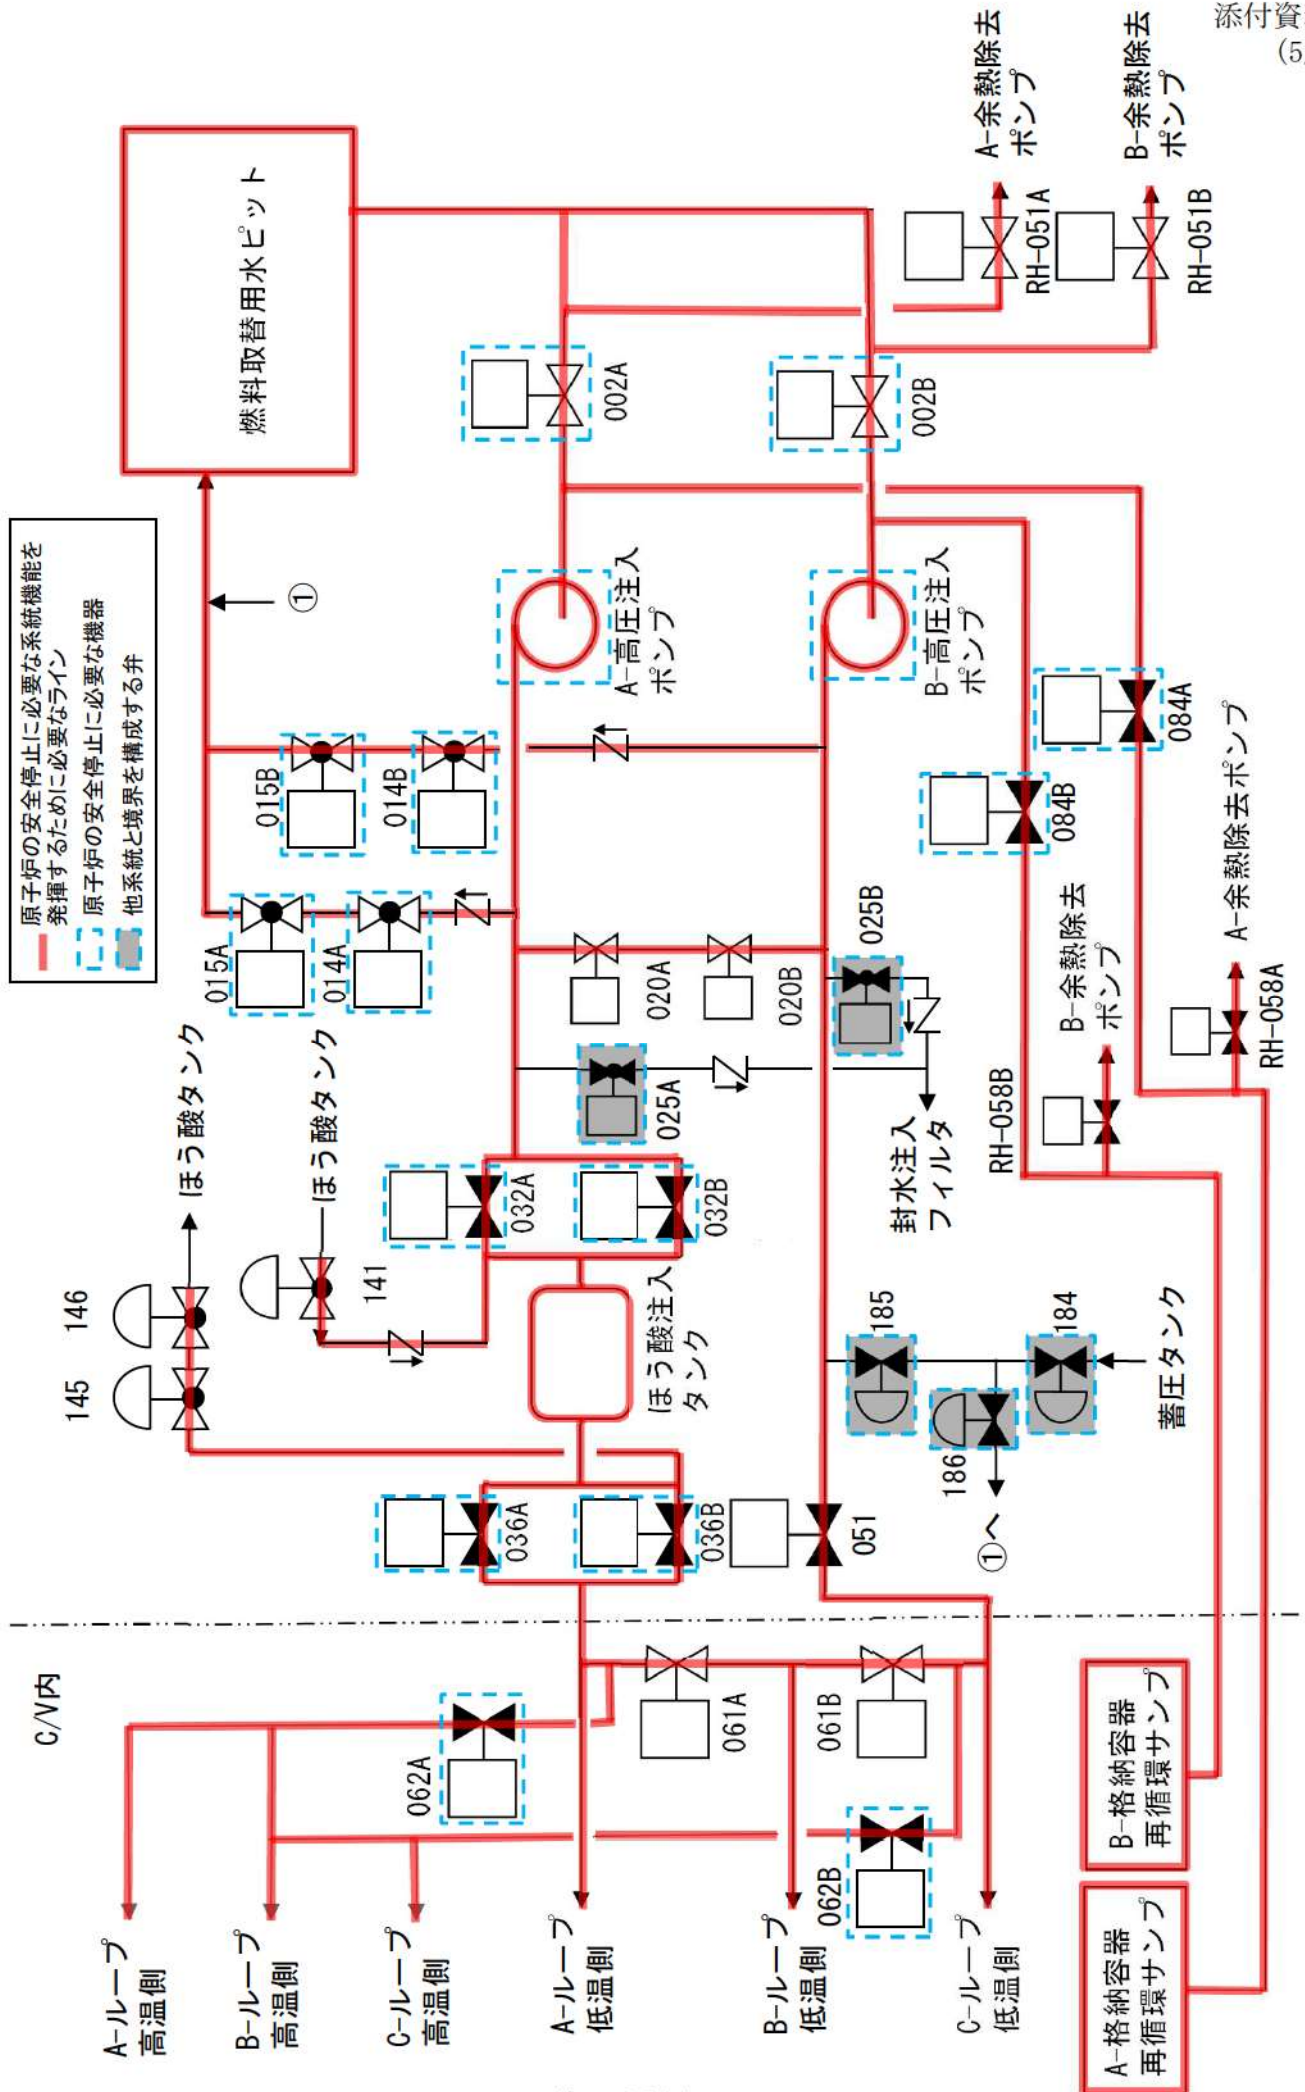 添付資
(5
原子炉の安全停止に必要な系統機能を
発揮するために必要なライン
原子炉の安全停止に必要な機器
他系統と境界を構成する弁
燃料取替用水ピット
①
A-余熱除去
ポンプ
B-余熱除去
ポンプ
RH-051A
RH-051B
002A
002B
A-高圧注入
ポンプ
B-高圧注入
ポンプ
015B
014B
015A
014A
ほう酸タンク
ほう酸タンク
146
145
141
020A
020B
025B
025A
084A
084B
B-余熱除去
ポンプ
A-余熱除去ポンプ
RH-058B
RH-058A
封水注入
フィルタ
032A
032B
ほう酸注入
タンク
185
184
186
蓄圧タンク
①へ
036A
036B
051
C/V内
062A
061A
061B
062B
A-ループ
高温側
B-ループ
高温側
C-ループ
高温側
A-ループ
低温側
B-ループ
低温側
C-ループ
低温側
B-格納容器
再循環サンプ
A-格納容器
再循環サンプ